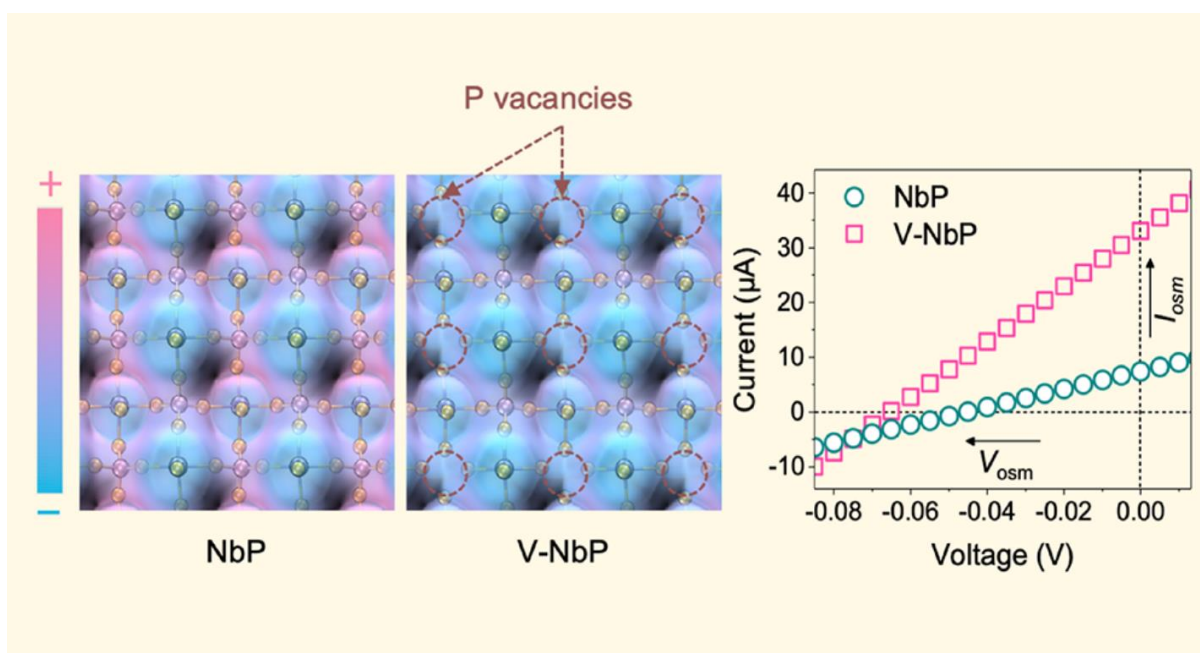 P vacancies
+
−
NbP
V-NbP
NbP
V-NbP
40
30
20
10
0
-10
Current (µA)
I_osm
V_osm
-0.08 -0.06 -0.04 -0.02 0.00
Voltage (V)